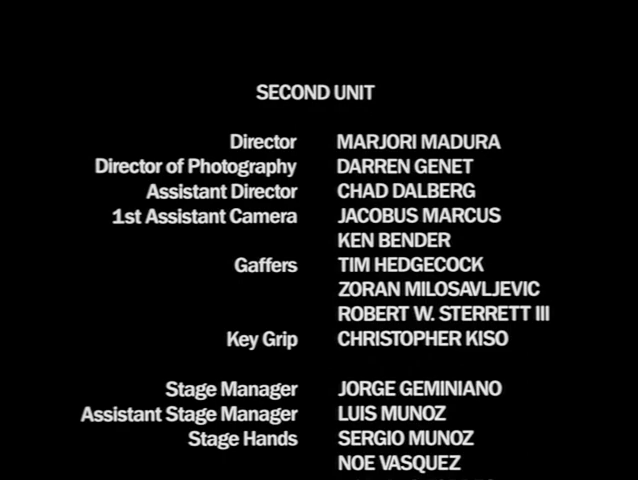 SECOND UNIT
Director MARJORI MADURA
Director of Photography DARREN GENET
Assistant Director CHAD DALBERG
1st Assistant Camera JACOBUS MARCUS
KEN BENDER
Gaffers TIM HEDGECOCK
ZORAN MILOSAVLJEVIC
ROBERT W. STERRETT III
Key Grip CHRISTOPHER KISO
Stage Manager JORGE GEMINIANO
Assistant Stage Manager LUIS MUNOZ
Stage Hands SERGIO MUNOZ
NOE VASQUEZ